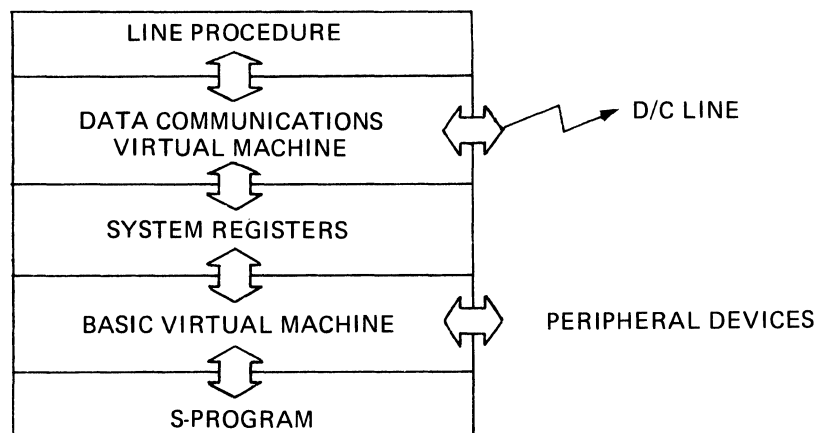 LINE PROCEDURE
DATA COMMUNICATIONS
VIRTUAL MACHINE
D/C LINE
SYSTEM REGISTERS
BASIC VIRTUAL MACHINE
PERIPHERAL DEVICES
S-PROGRAM